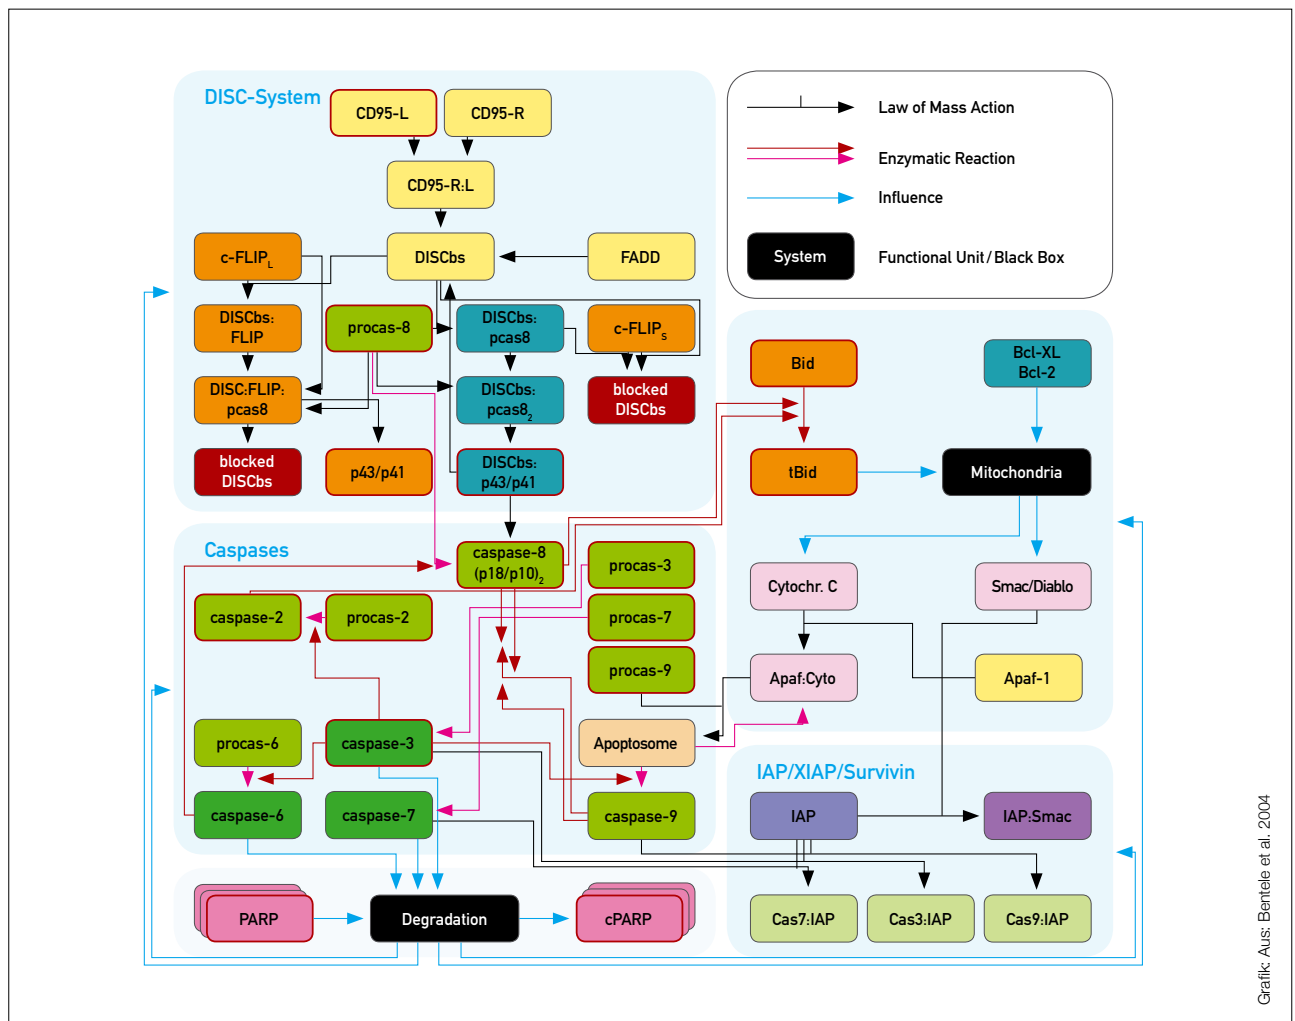 DISC-System
CD95-L
CD95-R
CD95-R:L
c-FLIP_L
DISCbs
FADD
DISCbs:
FLIP
procas-8
DISCbs:
pcas8
c-FLIP_S
DISC:FLIP:
pcas8
DISCbs:
pcas8_2
blocked
DISCbs
blocked
DISCbs
p43/p41
DISCbs:
p43/p41
Law of Mass Action
Enzymatic Reaction
Influence
System
Functional Unit/Black Box
Bid
Bcl-XL
Bcl-2
tBid
Mitochondria
Cytochr. C
Smac/Diablo
Apaf:Cyto
Apaf-1
Caspases
caspase-8
(p18/p10)_2
procas-3
caspase-2
procas-2
procas-7
procas-9
procas-6
caspase-3
Apoptosome
caspase-6
caspase-7
caspase-9
IAP/XIAP/Survivin
IAP
IAP:Smac
Cas7:IAP
Cas3:IAP
Cas9:IAP
PARP
Degradation
cPARP
Grafik: Aus: Bentele et al. 2004